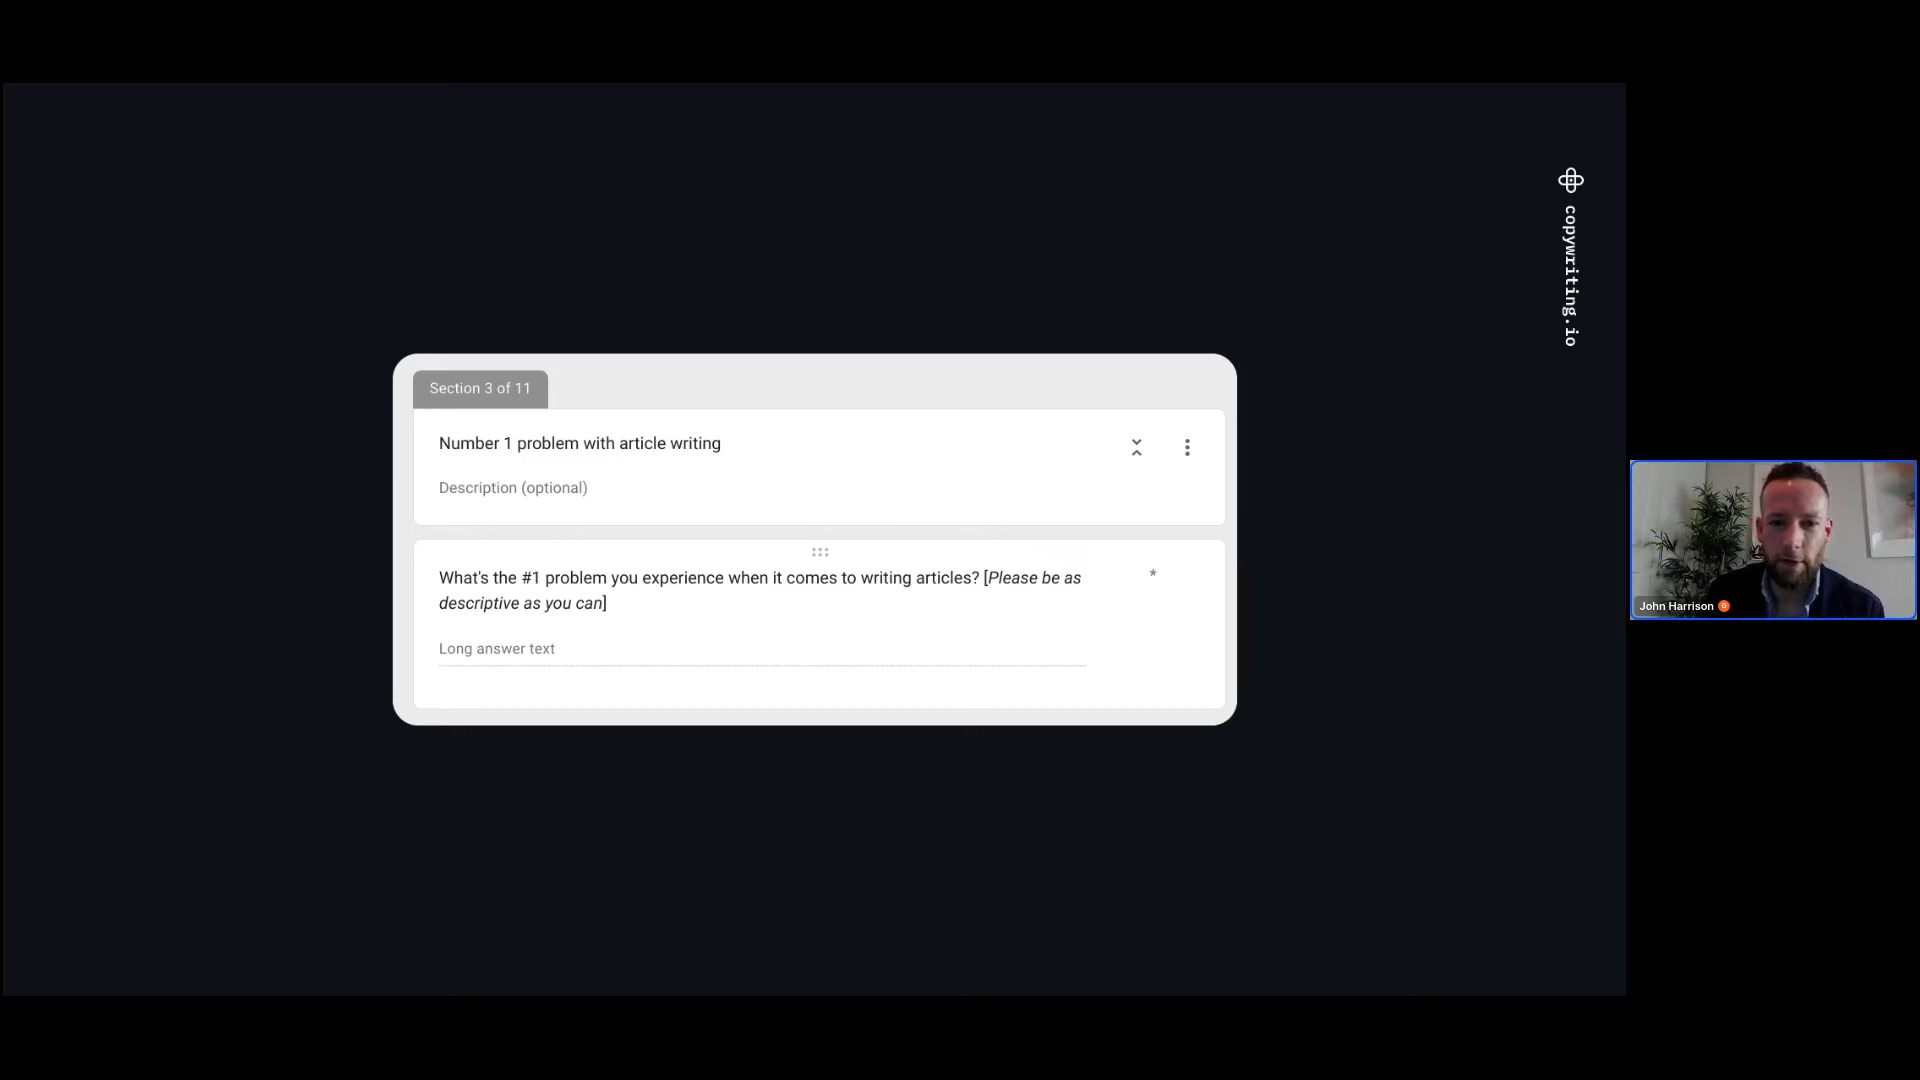 copywriting.io
Section 3 of 11
Number 1 problem with article writing
Description (optional)
What's the #1 problem you experience when it comes to writing articles? [Please be as
descriptive as you can]
*
Long answer text
John Harrison